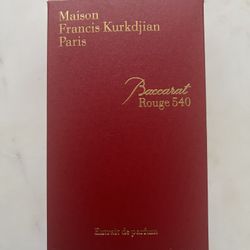 Maison
Francis Kurkdjian
Paris
Baccarat
Rouge 540
Extrait de parfum